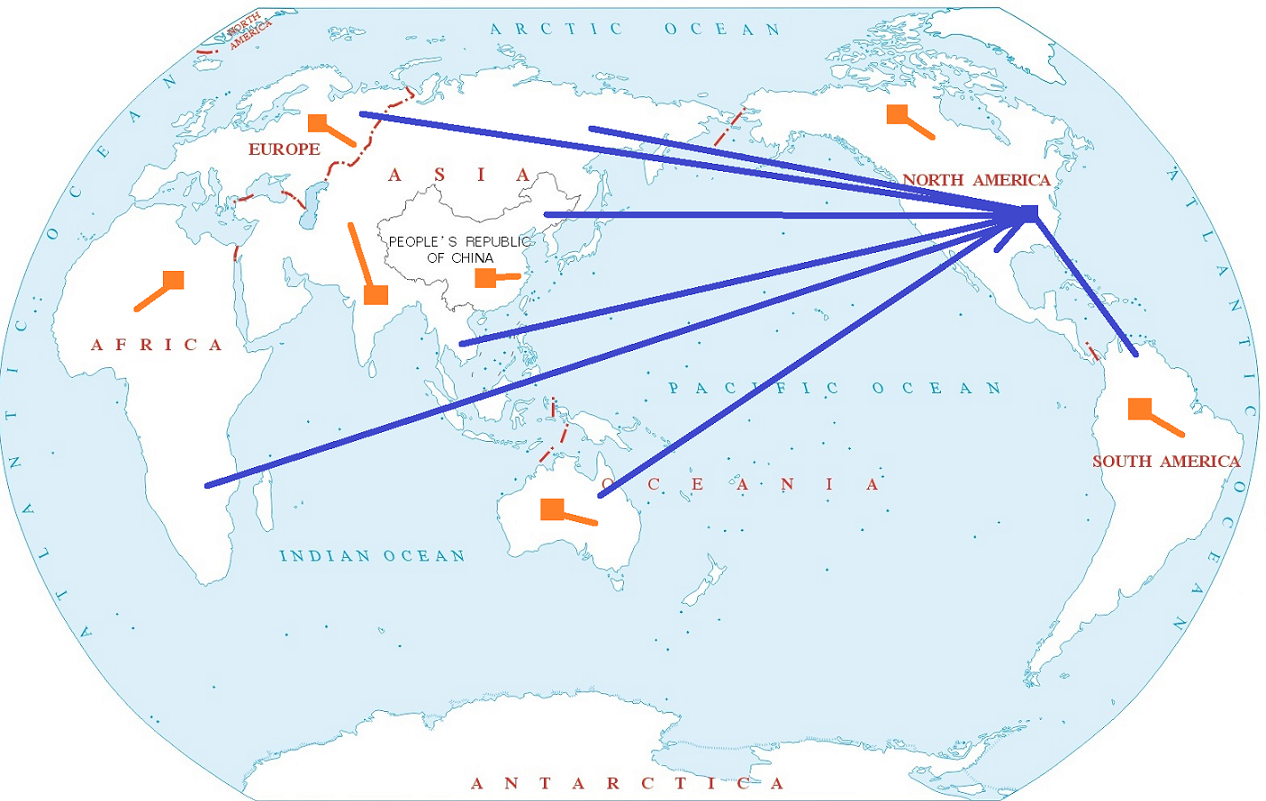 NORTH
AMERICA
ARCTIC OCEAN
ATLANTIC OCEAN
EUROPE
ASIA
NORTH AMERICA
PEOPLE'S REPUBLIC
OF CHINA
AFRICA
PACIFIC OCEAN
SOUTH AMERICA
OCEANIA
INDIAN OCEAN
ATLANTIC OCEAN
ANTARCTICA